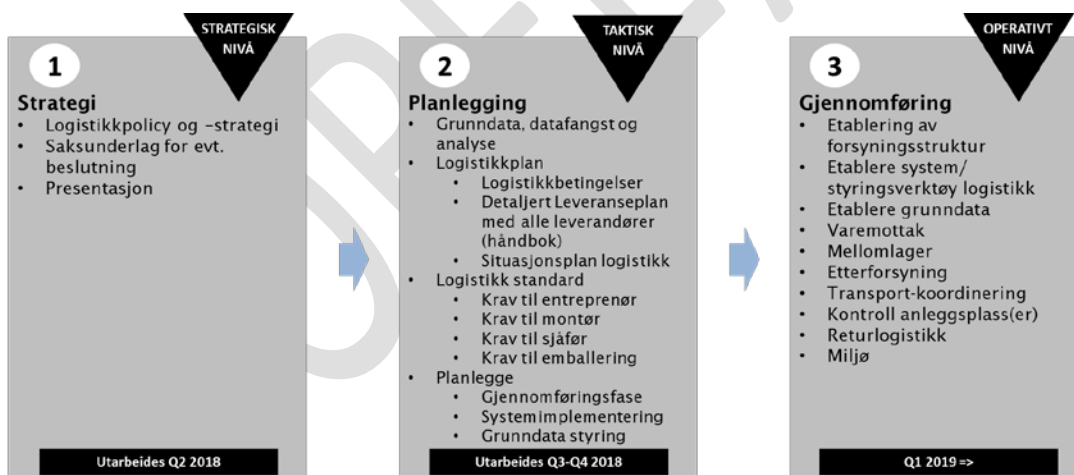 STRATEGISK
NIVÅ
1
Strategi
• Logistikkpolicy og –strategi
• Saksunderlag for evt.
beslutning
• Presentasjon
Utarbeides Q2 2018
TAKTISK
NIVÅ
2
Planlegging
• Grunndata, datafangst og
analyse
• Logistikkplan
• Logistikkbetingelser
• Detaljert Leveranseplan
med alle leverandører
(håndbok)
• Situasjonsplan logistikk
• Logistikk standard
• Krav til entreprenør
• Krav til montør
• Krav til sjåfør
• Krav til emballering
• Planlegge
• Gjennomføringsfase
• Systemimplementering
• Grunndata styring
Utarbeides Q3-Q4 2018
OPERATIVT
NIVÅ
3
Gjennomføring
• Etablering av
forsyningsstruktur
• Etablere system/
styringsverktøy logistikk
• Etablere grunndata
• Varemottak
• Mellomlager
• Etterforsyning
• Transport-koordinering
• Kontroll anleggsplass(er)
• Returlogistikk
• Miljø
Q1 2019 =>